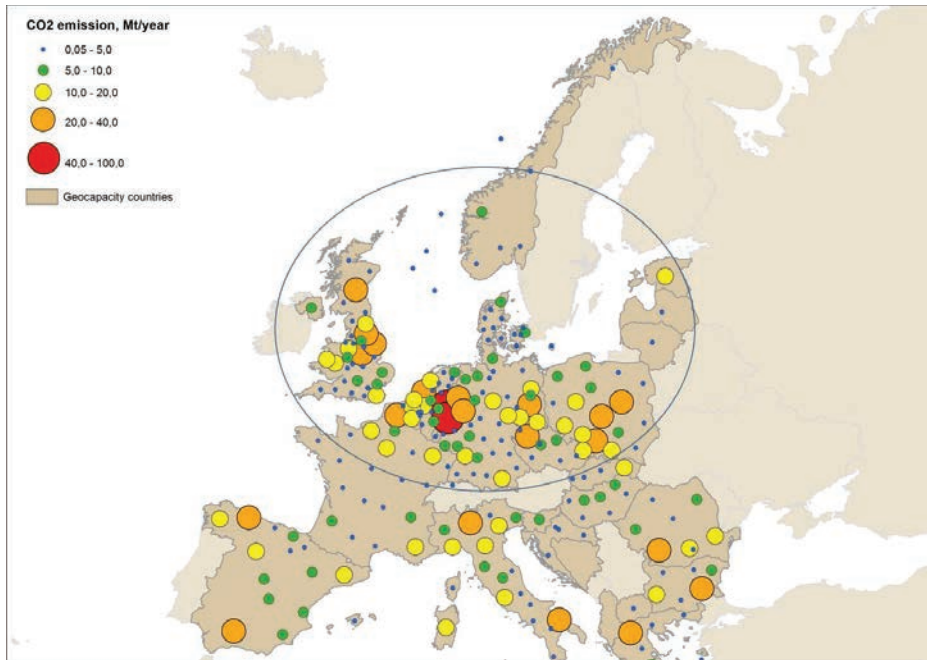 CO2 emission, Mt/year
0,05 - 5,0
5,0 - 10,0
10,0 - 20,0
20,0 - 40,0
40,0 - 100,0
Geocapacity countries